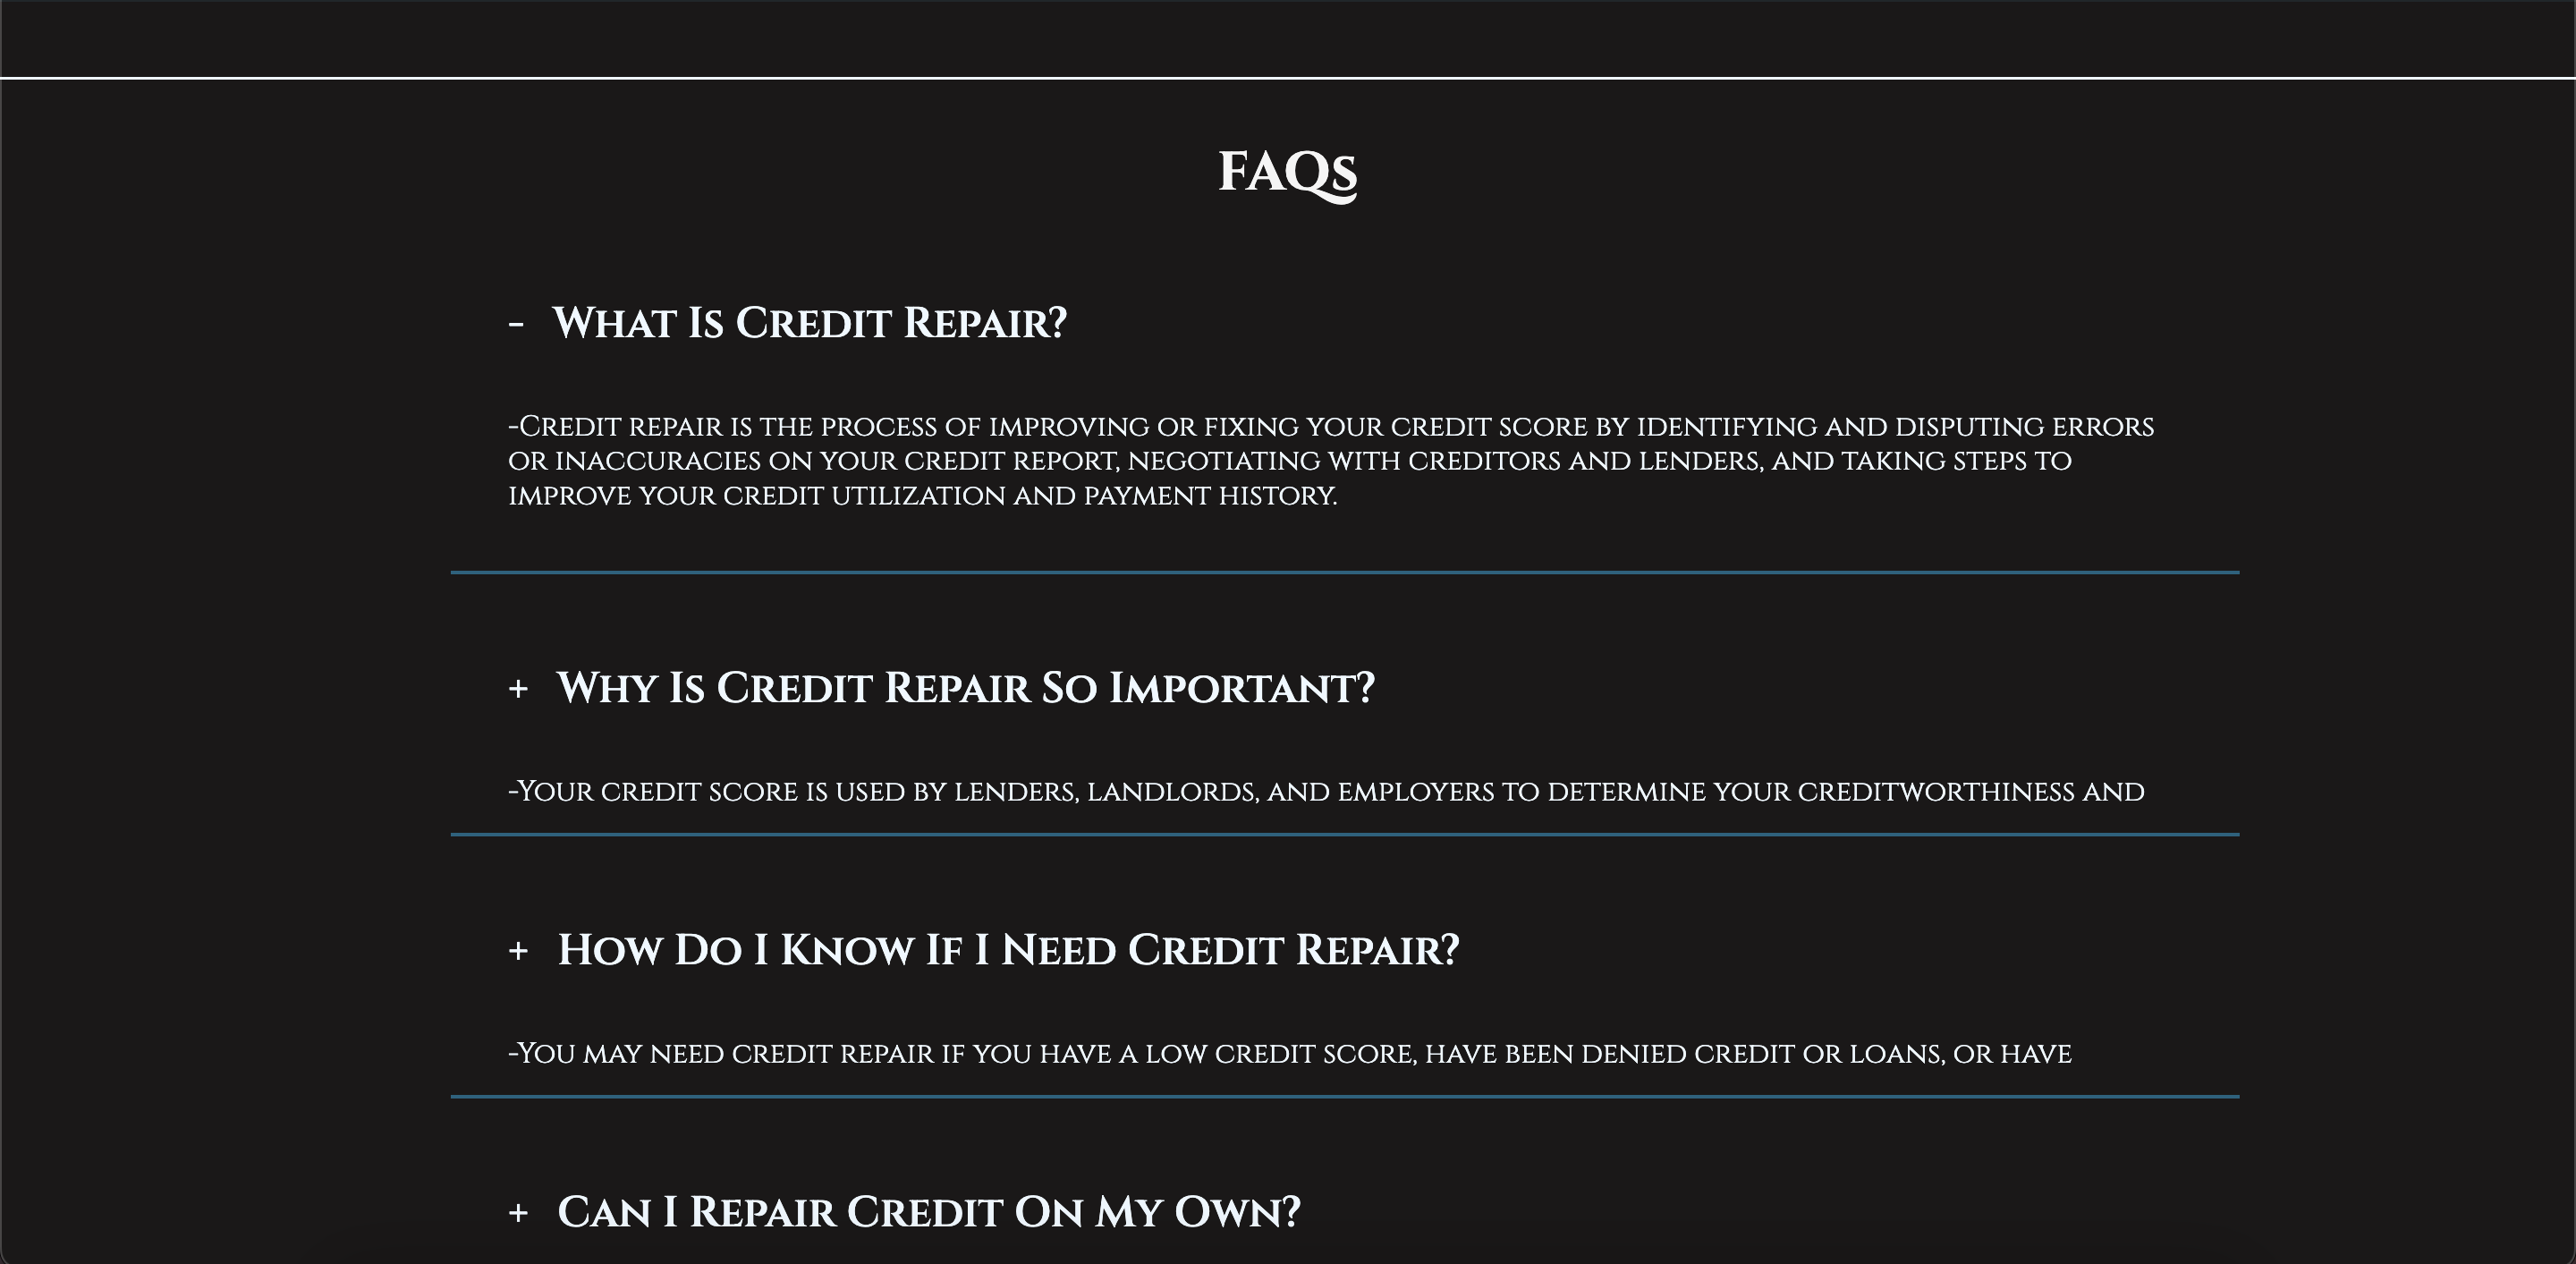 FAQs
- What Is Credit Repair?
-Credit repair is the process of improving or fixing your credit score by identifying and disputing errors
or inaccuracies on your credit report, negotiating with creditors and lenders, and taking steps to
improve your credit utilization and payment history.
+ Why Is Credit Repair So Important?
-Your credit score is used by lenders, landlords, and employers to determine your creditworthiness and
+ How Do I Know If I Need Credit Repair?
-You may need credit repair if you have a low credit score, have been denied credit or loans, or have
+ Can I Repair Credit On My Own?